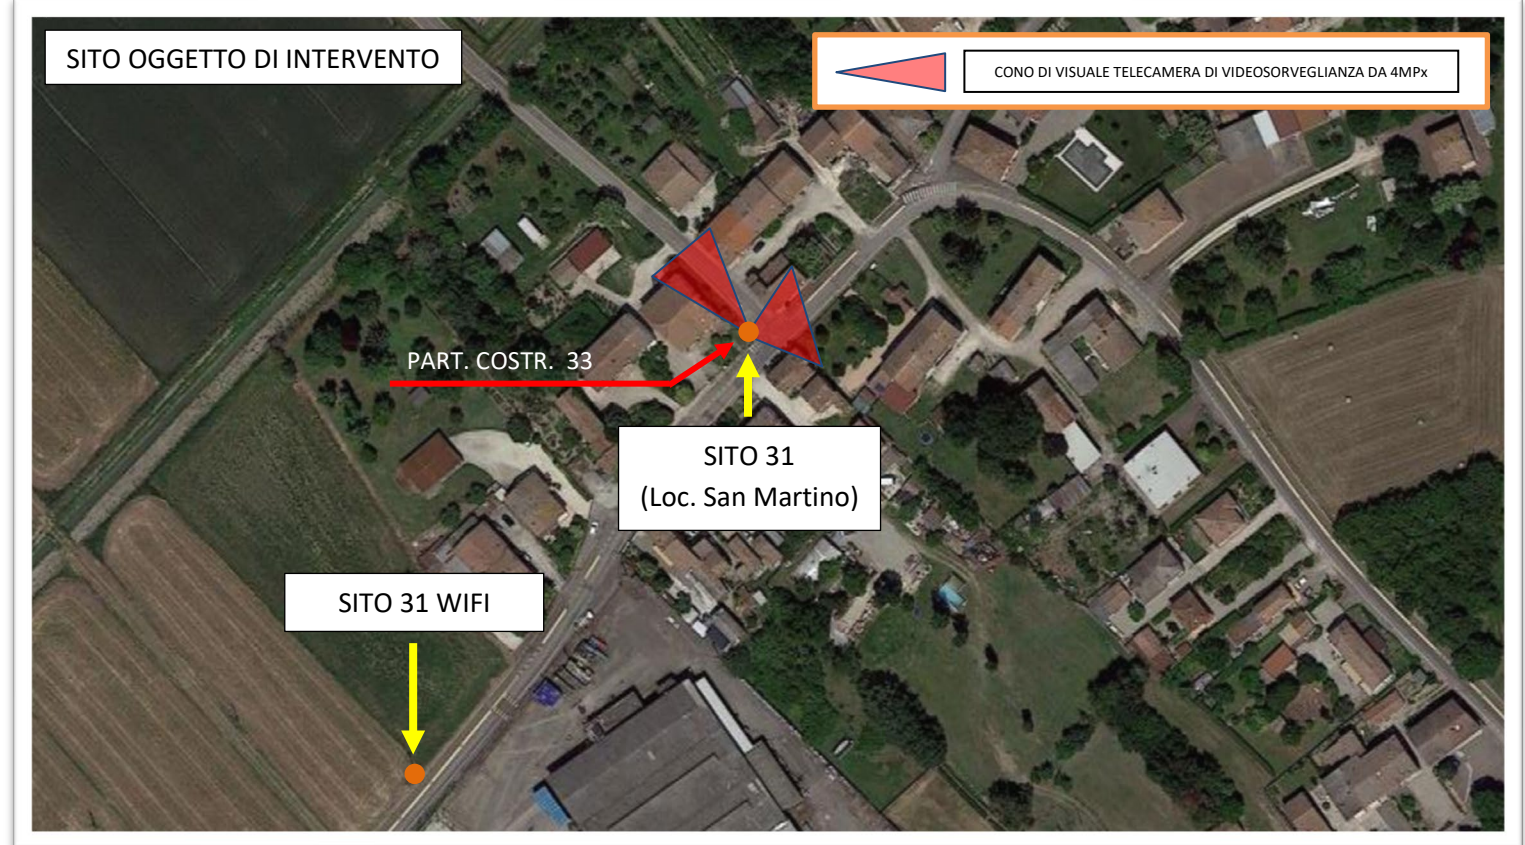 SITO OGGETTO DI INTERVENTO
CONO DI VISUALE TELECAMERA DI VIDEOSORVEGLIANZA DA 4MPx
PART. COSTR. 33
SITO 31
(Loc. San Martino)
SITO 31 WIFI